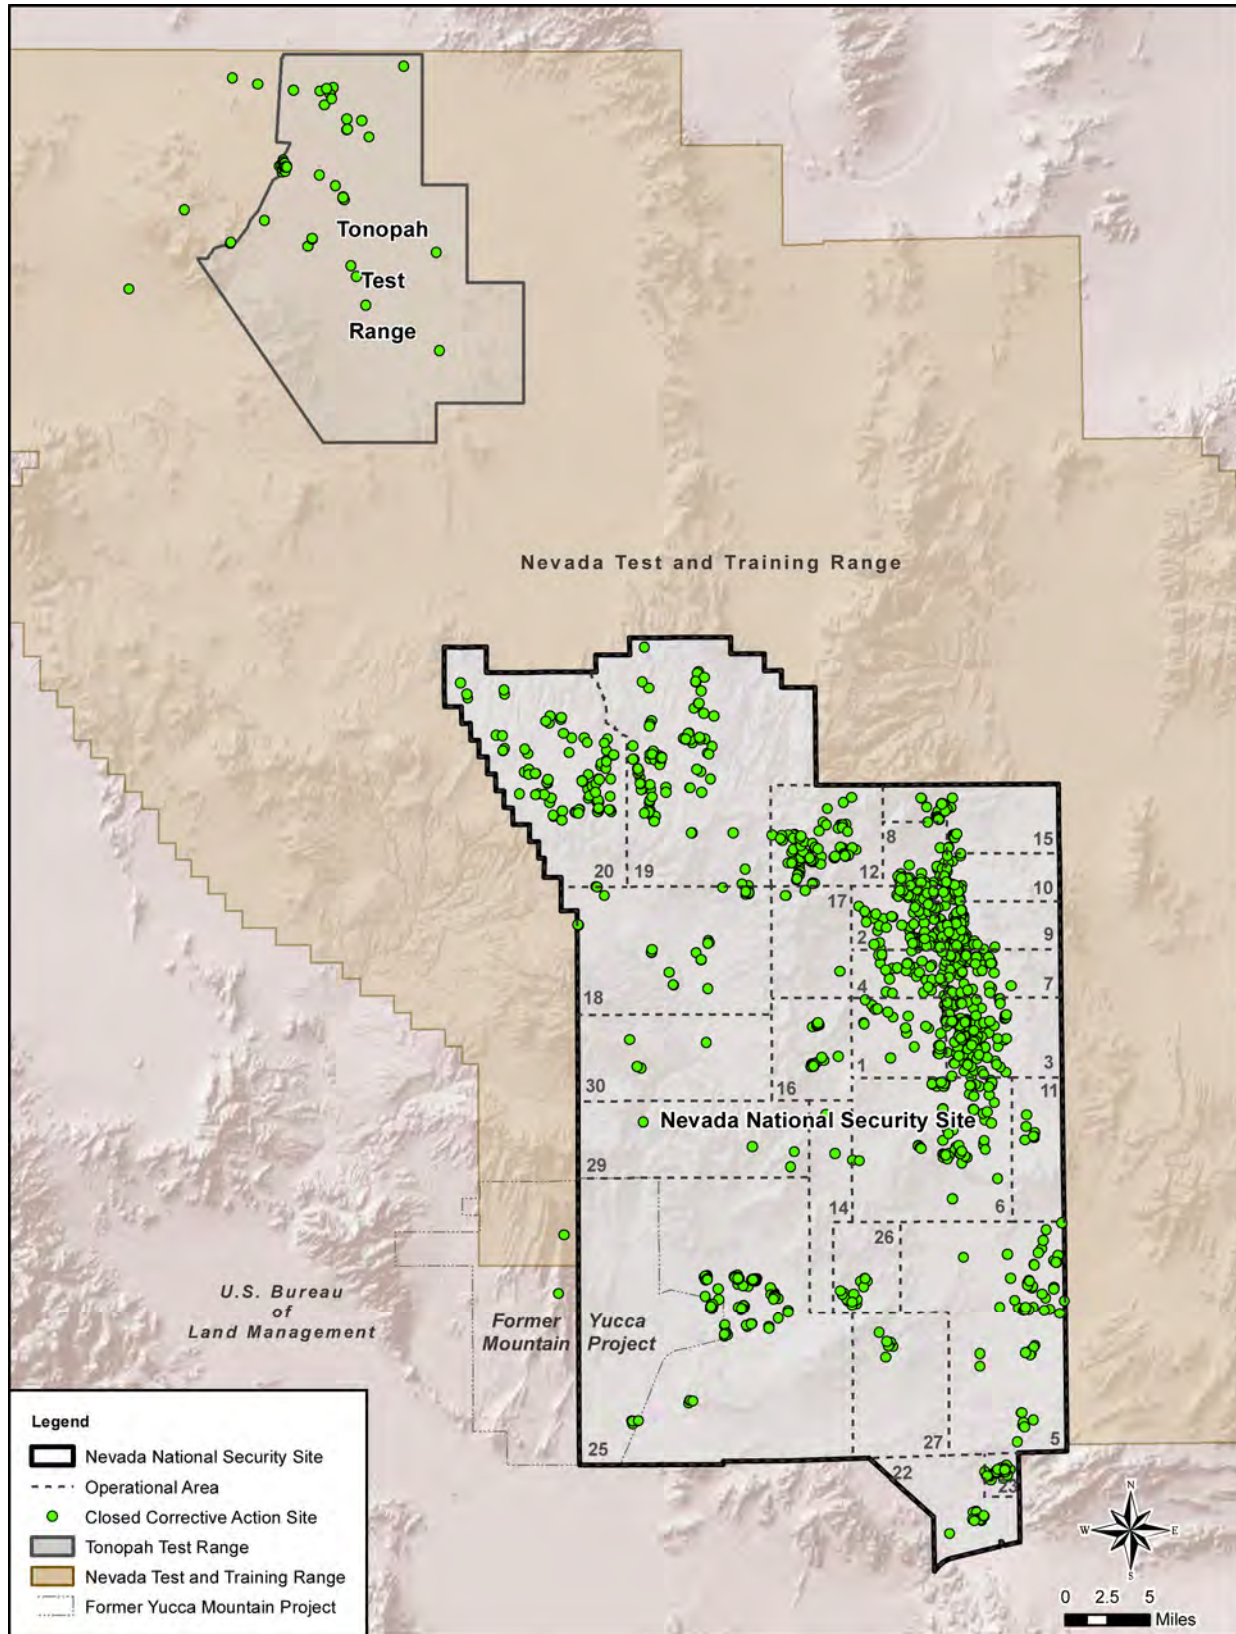 Tonopah
Test
Range
Nevada Test and Training Range
8
15
20
19
12
10
17
2
9
4
7
18
1
3
30
16
11
Nevada National Security Site
29
14
6
26
U.S. Bureau
of
Land Management
Former
Mountain
Yucca
Project
25
27
5
22
23
Legend
Nevada National Security Site
Operational Area
Closed Corrective Action Site
Tonopah Test Range
Nevada Test and Training Range
Former Yucca Mountain Project
N
W
E
S
0 2.5 5
Miles